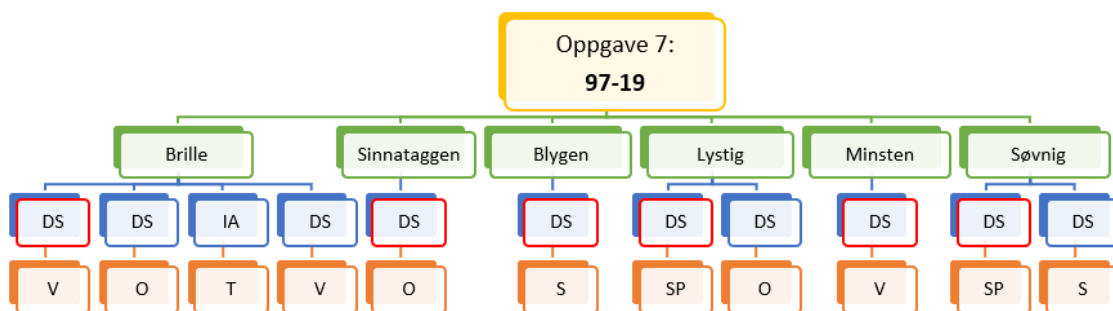 Oppgave 7:
97-19
Brille Sinnataggen Blygen Lystig Minsten Søvnig
DS DS IA DS DS DS DS DS DS DS DS
V O T V O S SP O V SP S